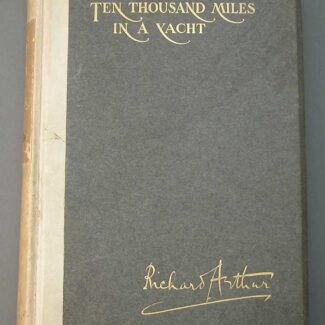 TEN THOUSAND MILES
IN A YACHT
Richard Arthur